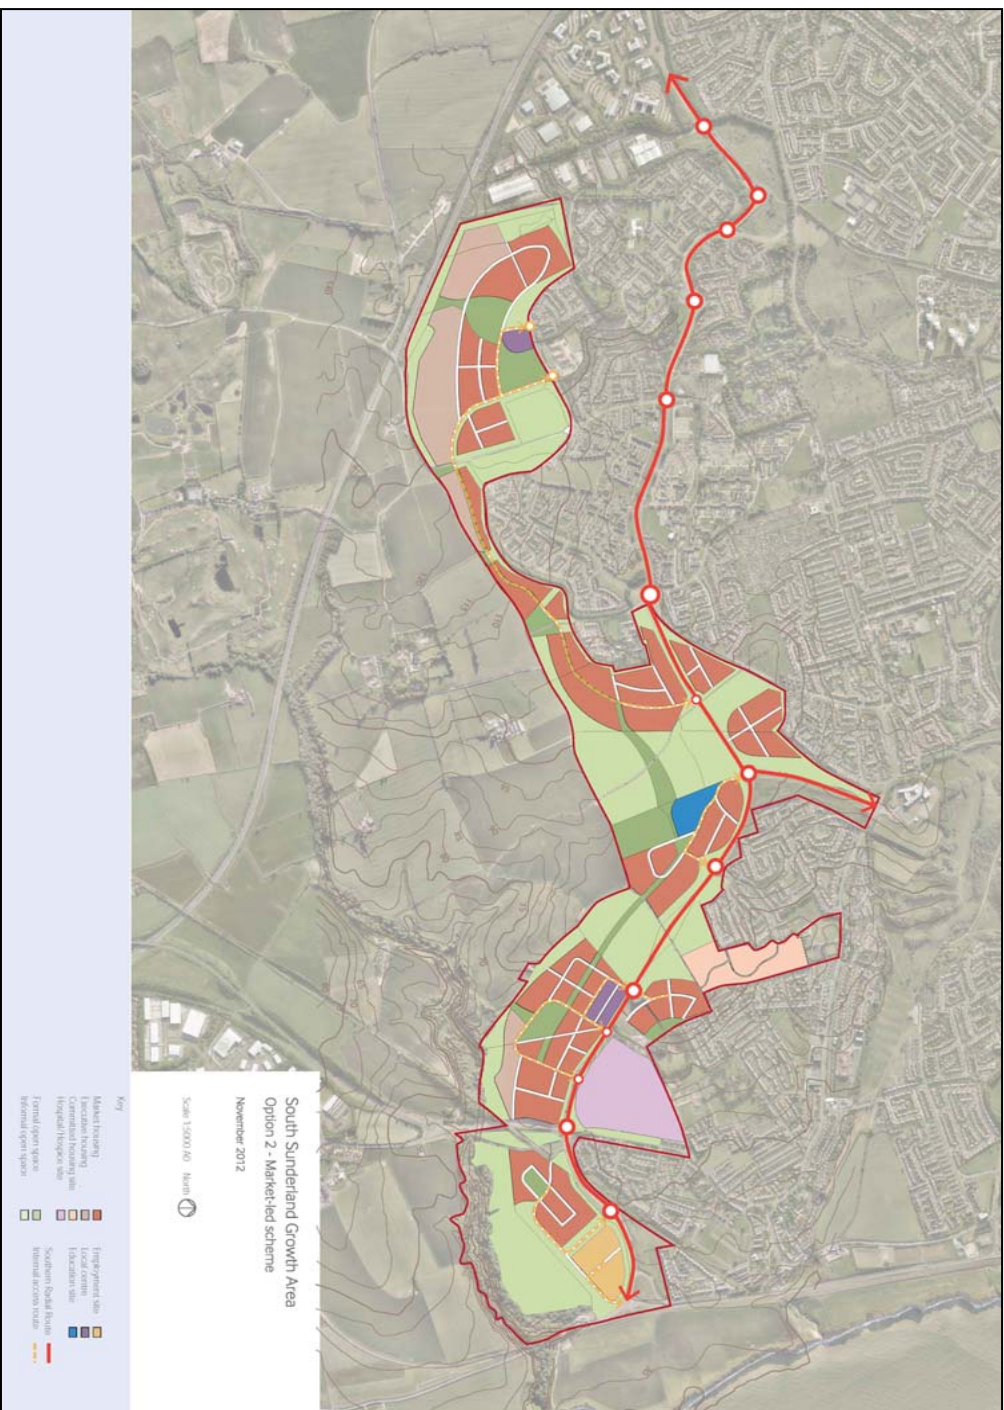 South Sunderland Growth Area
Option 2 - Market-led scheme
November 2012
Scale 1:5000 A0 North
Key
Market housing
Executive housing
Committed housing site
Hospital/Hospice site
Formal open space
Informal open space
Employment site
Local centre
Education site
Southern Radial Route
Internal access route